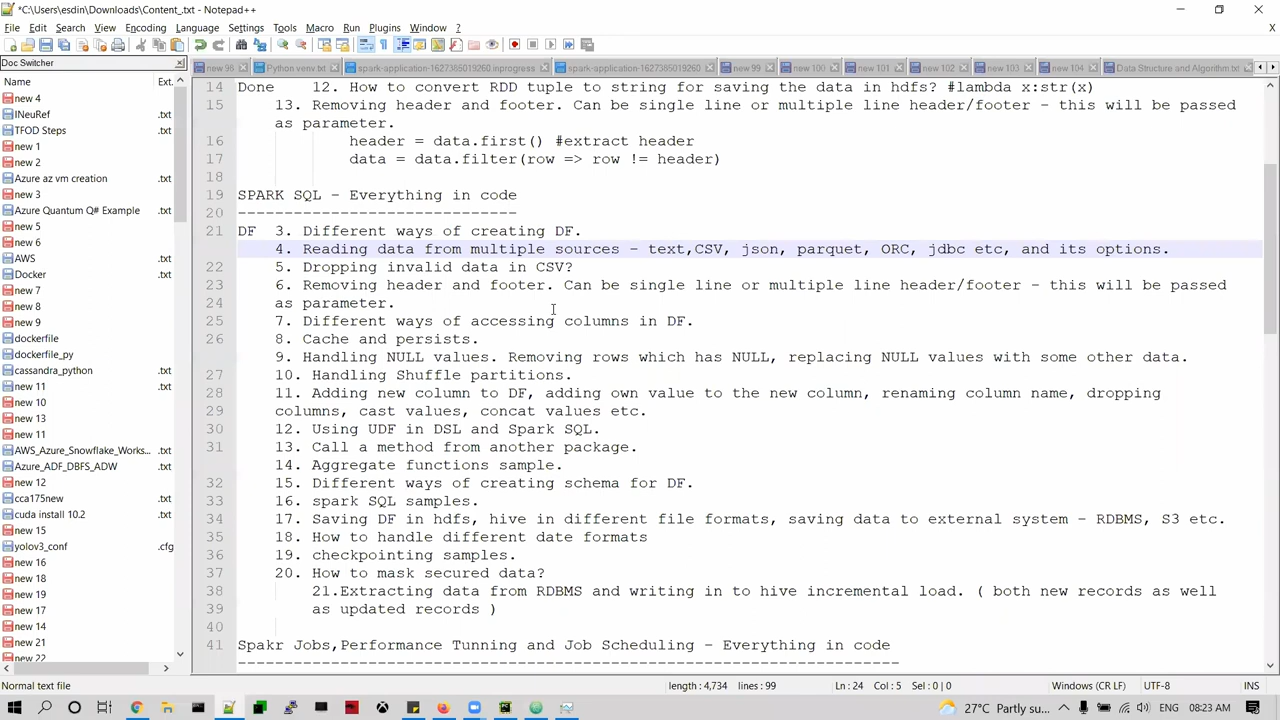 *C:\Users\esdin\Downloads\Content_.txt - Notepad++
File Edit Search View Encoding Language Settings Tools Macro Run Plugins Window ?
Doc Switcher
new 96 Python venv.txt spark-application-1627385019260.inprogress spark-application-1627385019260 new 99 new 100 new 101 new 102 new 103 new 104 Data Structure and Algorithm.txt
Name Ext.
new 4
INeuRef .txt
TFOD Steps .txt
new 1
new 2
Azure az vm creation .txt
new 3
Azure Quantum Q# Example .txt
new 5
new 6
AWS .txt
Docker .txt
new 7
new 8
new 9
dockerfile .txt
dockerfile_py .txt
cassandra_python .txt
new 11 .txt
new 10
new 13
new 11
AWS_Azure_Snowflake_Works... .txt
Azure_ADF_DBFS_ADW .txt
new 12
cca175new .txt
cuda install 10.2 .txt
new 15
yolov3_conf .cfg
new 16
new 18
new 19
new 17
new 14
new 21
new 22
14 Done 12. How to convert RDD tuple to string for saving the data in hdfs? #lambda x:str(x)
15 13. Removing header and footer. Can be single line or multiple line header/footer - this will be passed
as parameter.
16 header = data.first() #extract header
17 data = data.filter(row => row != header)
18
19 SPARK SQL - Everything in code
20 ------------------------------
21 DF 3. Different ways of creating DF.
4. Reading data from multiple sources - text,CSV, json, parquet, ORC, jdbc etc, and its options.
22 5. Dropping invalid data in CSV?
23 6. Removing header and footer. Can be single line or multiple line header/footer - this will be passed
24 as parameter.
25 7. Different ways of accessing columns in DF.
26 8. Cache and persists.
9. Handling NULL values. Removing rows which has NULL, replacing NULL values with some other data.
27 10. Handling Shuffle partitions.
28 11. Adding new column to DF, adding own value to the new column, renaming column name, dropping
29 columns, cast values, concat values etc.
30 12. Using UDF in DSL and Spark SQL.
31 13. Call a method from another package.
14. Aggregate functions sample.
32 15. Different ways of creating schema for DF.
33 16. spark SQL samples.
34 17. Saving DF in hdfs, hive in different file formats, saving data to external system - RDBMS, S3 etc.
35 18. How to handle different date formats
36 19. checkpointing samples.
37 20. How to mask secured data?
38 21.Extracting data from RDBMS and writing in to hive incremental load. ( both new records as well
39 as updated records )
40
41 Spakr Jobs,Performance Tunning and Job Scheduling - Everything in code
-----------------------------------------------------------------------
Normal text file length : 4,734 lines : 99 Ln : 24 Col : 5 Sel : 0 | 0 Windows (CR LF) UTF-8 INS
27°C Partly su... ENG 08:23 AM